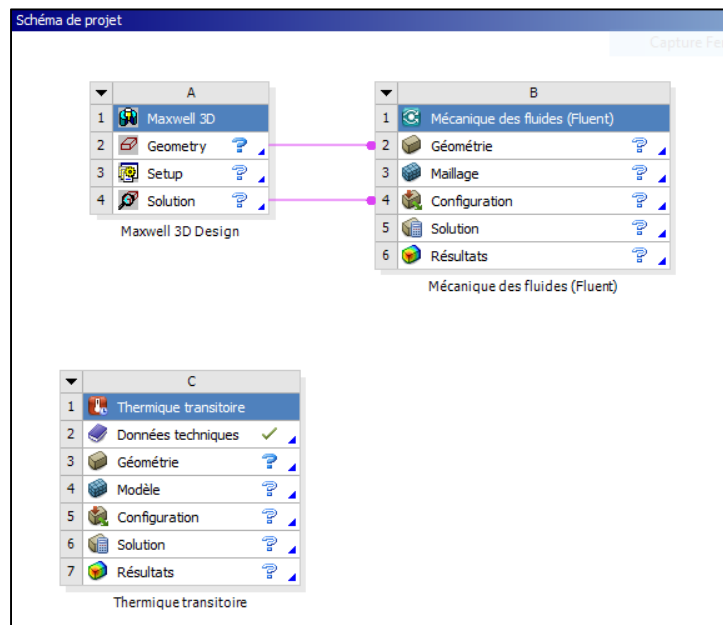 Schéma de projet
Capture Fe
A
1 Maxwell 3D
2 Geometry
3 Setup
4 Solution
Maxwell 3D Design
B
1 Mécanique des fluides (Fluent)
2 Géométrie
3 Maillage
4 Configuration
5 Solution
6 Résultats
Mécanique des fluides (Fluent)
C
1 Thermique transitoire
2 Données techniques
3 Géométrie
4 Modèle
5 Configuration
6 Solution
7 Résultats
Thermique transitoire